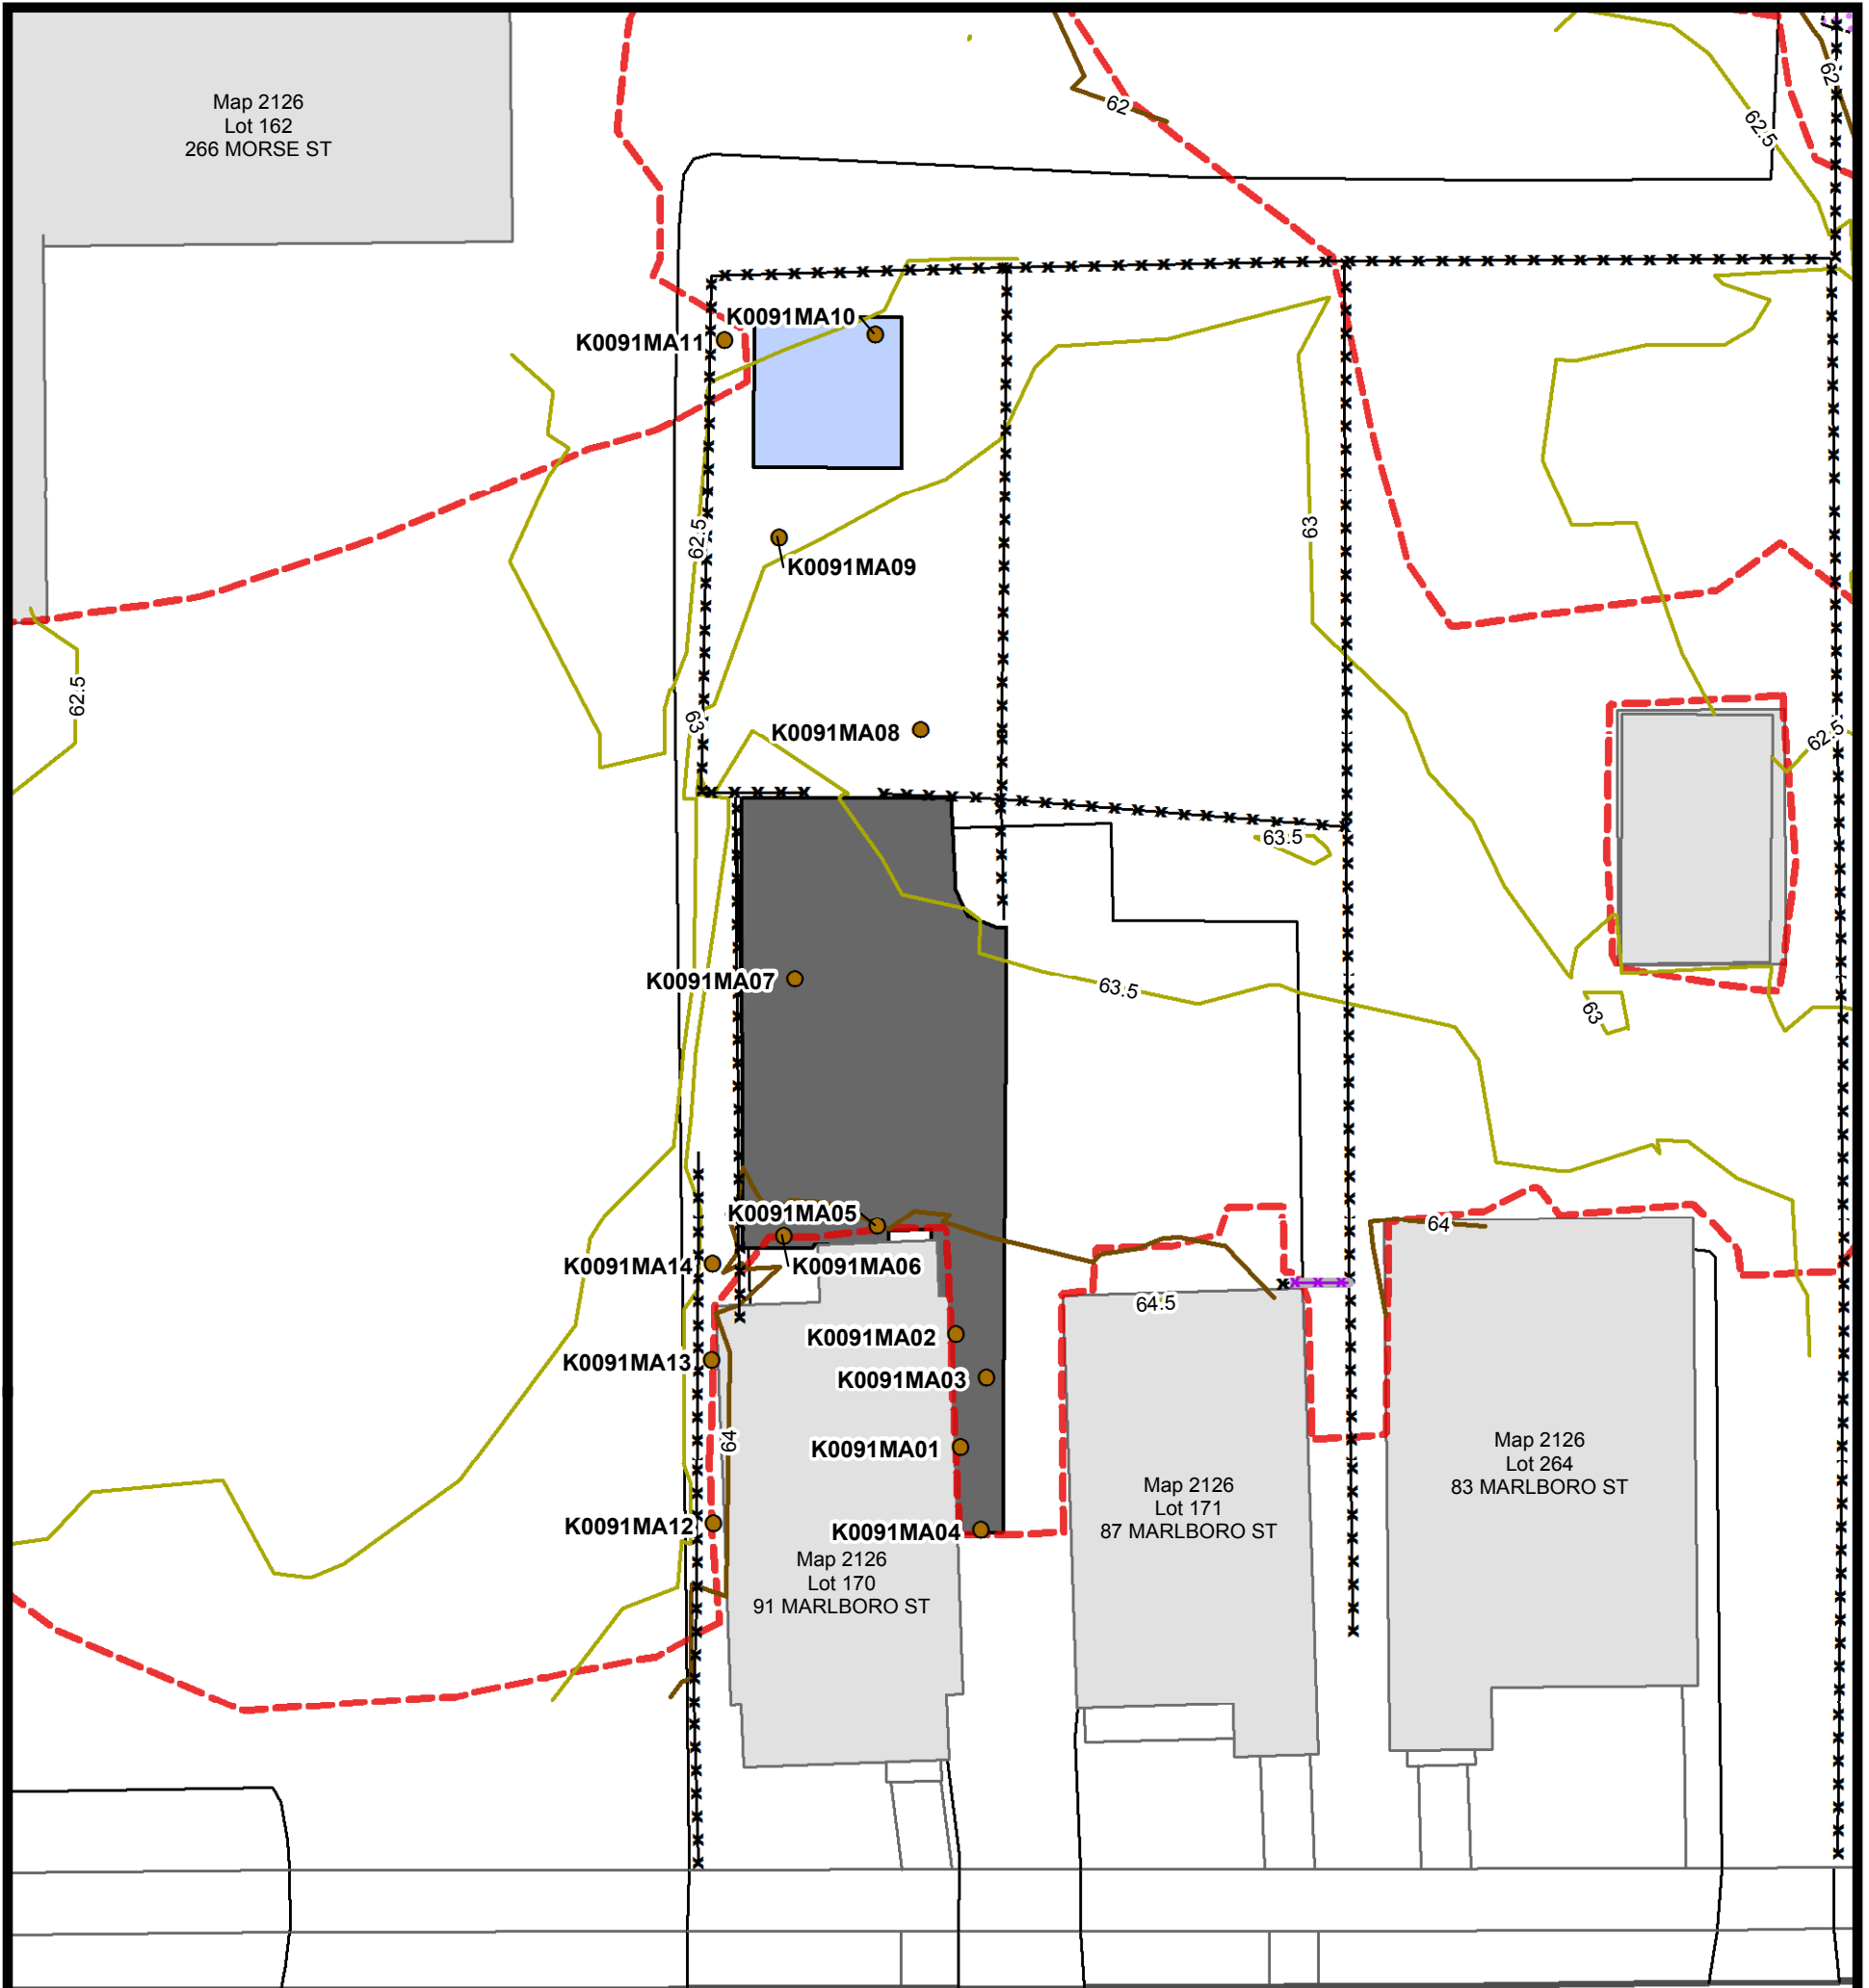 Map 2126
Lot 162
266 MORSE ST
62
62
62.5
K0091MA10
K0091MA11
62.5
63
K0091MA09
62.5
63
K0091MA08
62.5
63.5
K0091MA07
63.5
63
K0091MA05
64
K0091MA14
K0091MA06
64.5
K0091MA02
K0091MA13
K0091MA03
64
K0091MA01
Map 2126
Lot 264
83 MARLBORO ST
Map 2126
Lot 171
87 MARLBORO ST
K0091MA12
K0091MA04
Map 2126
Lot 170
91 MARLBORO ST